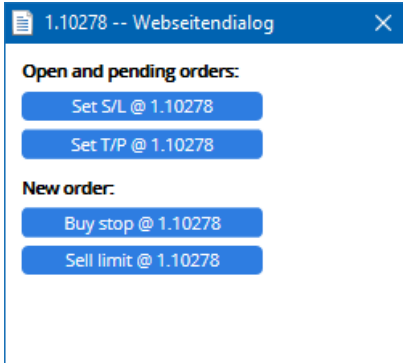 1.10278 -- Webseitendialog
Open and pending orders:
Set S/L @ 1.10278
Set T/P @ 1.10278
New order:
Buy stop @ 1.10278
Sell limit @ 1.10278